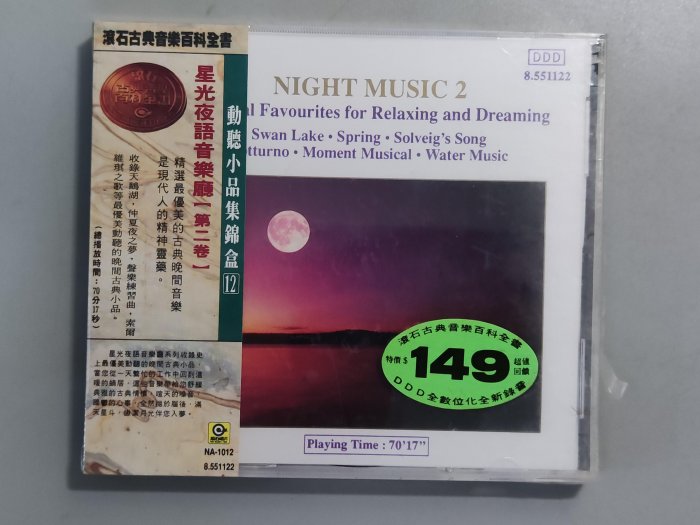 滾石古典音樂百科全書
動聽小品集錦盒 12
星光夜語音樂廳【第二卷】
精選最優美的古典晚間音樂
是現代人的精神靈藥。
收錄天鵝湖,仲夏夜之夢,聲樂練習曲,索爾
維琪之歌等最優美動聽的晚間古典小品。
(總播放時間:70分17秒)
NA-1012
8.551122
DDD
8.551122
NIGHT MUSIC 2
l Favourites for Relaxing and Dreaming
Swan Lake • Spring • Solveig's Song
tturno • Moment Musical • Water Music
滾石古典音樂百科全書
特價$
149
超值
回饋
DDD全數位化全新錄音
Playing Time : 70'17"